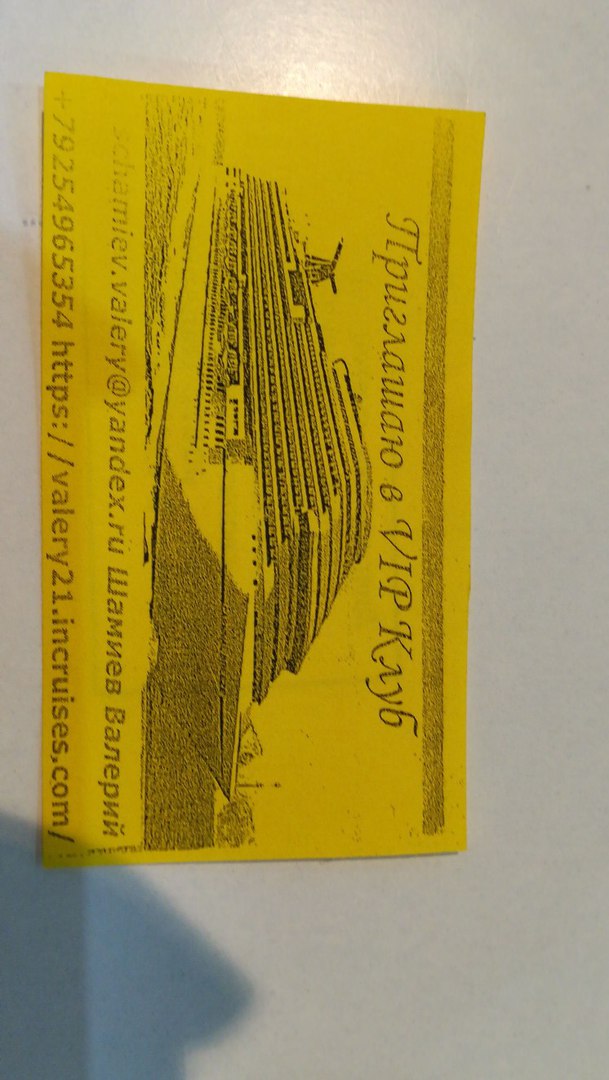 Приглашаю в VIP Клуб
schamiev.valery@yandex.ru Шамиев Валерий
+79254965354 https://valery21.incruises.com/